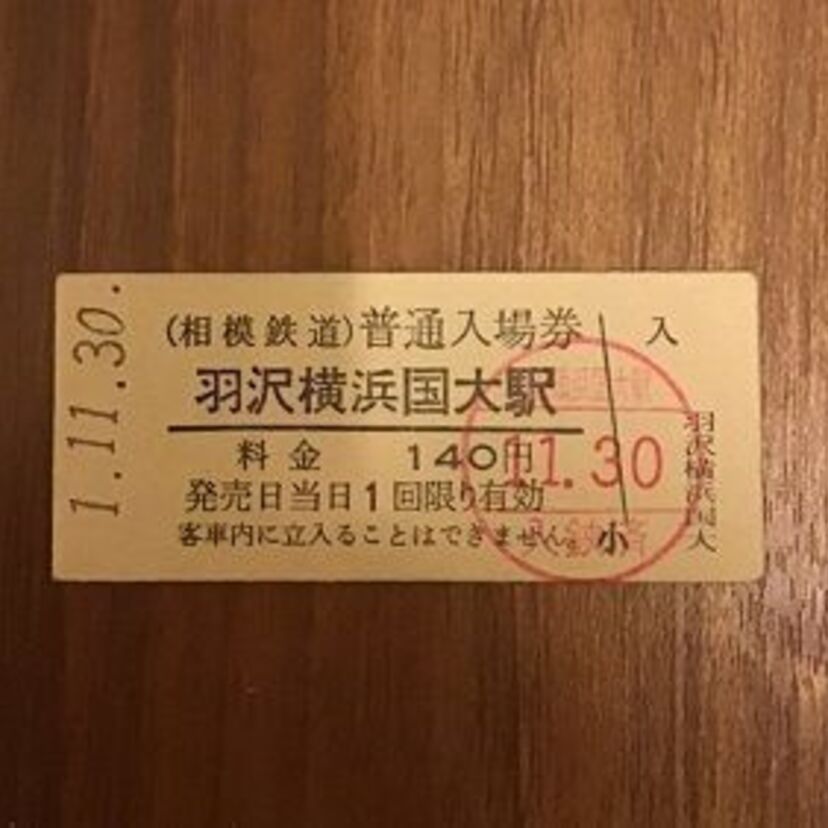 1.11.30.
(相模鉄道)普通入場券
羽沢横浜国大駅
料金 140円
発売日当日1回限り有効
客車内に立入ることはできません。
小
入
羽沢横浜国大
11.30